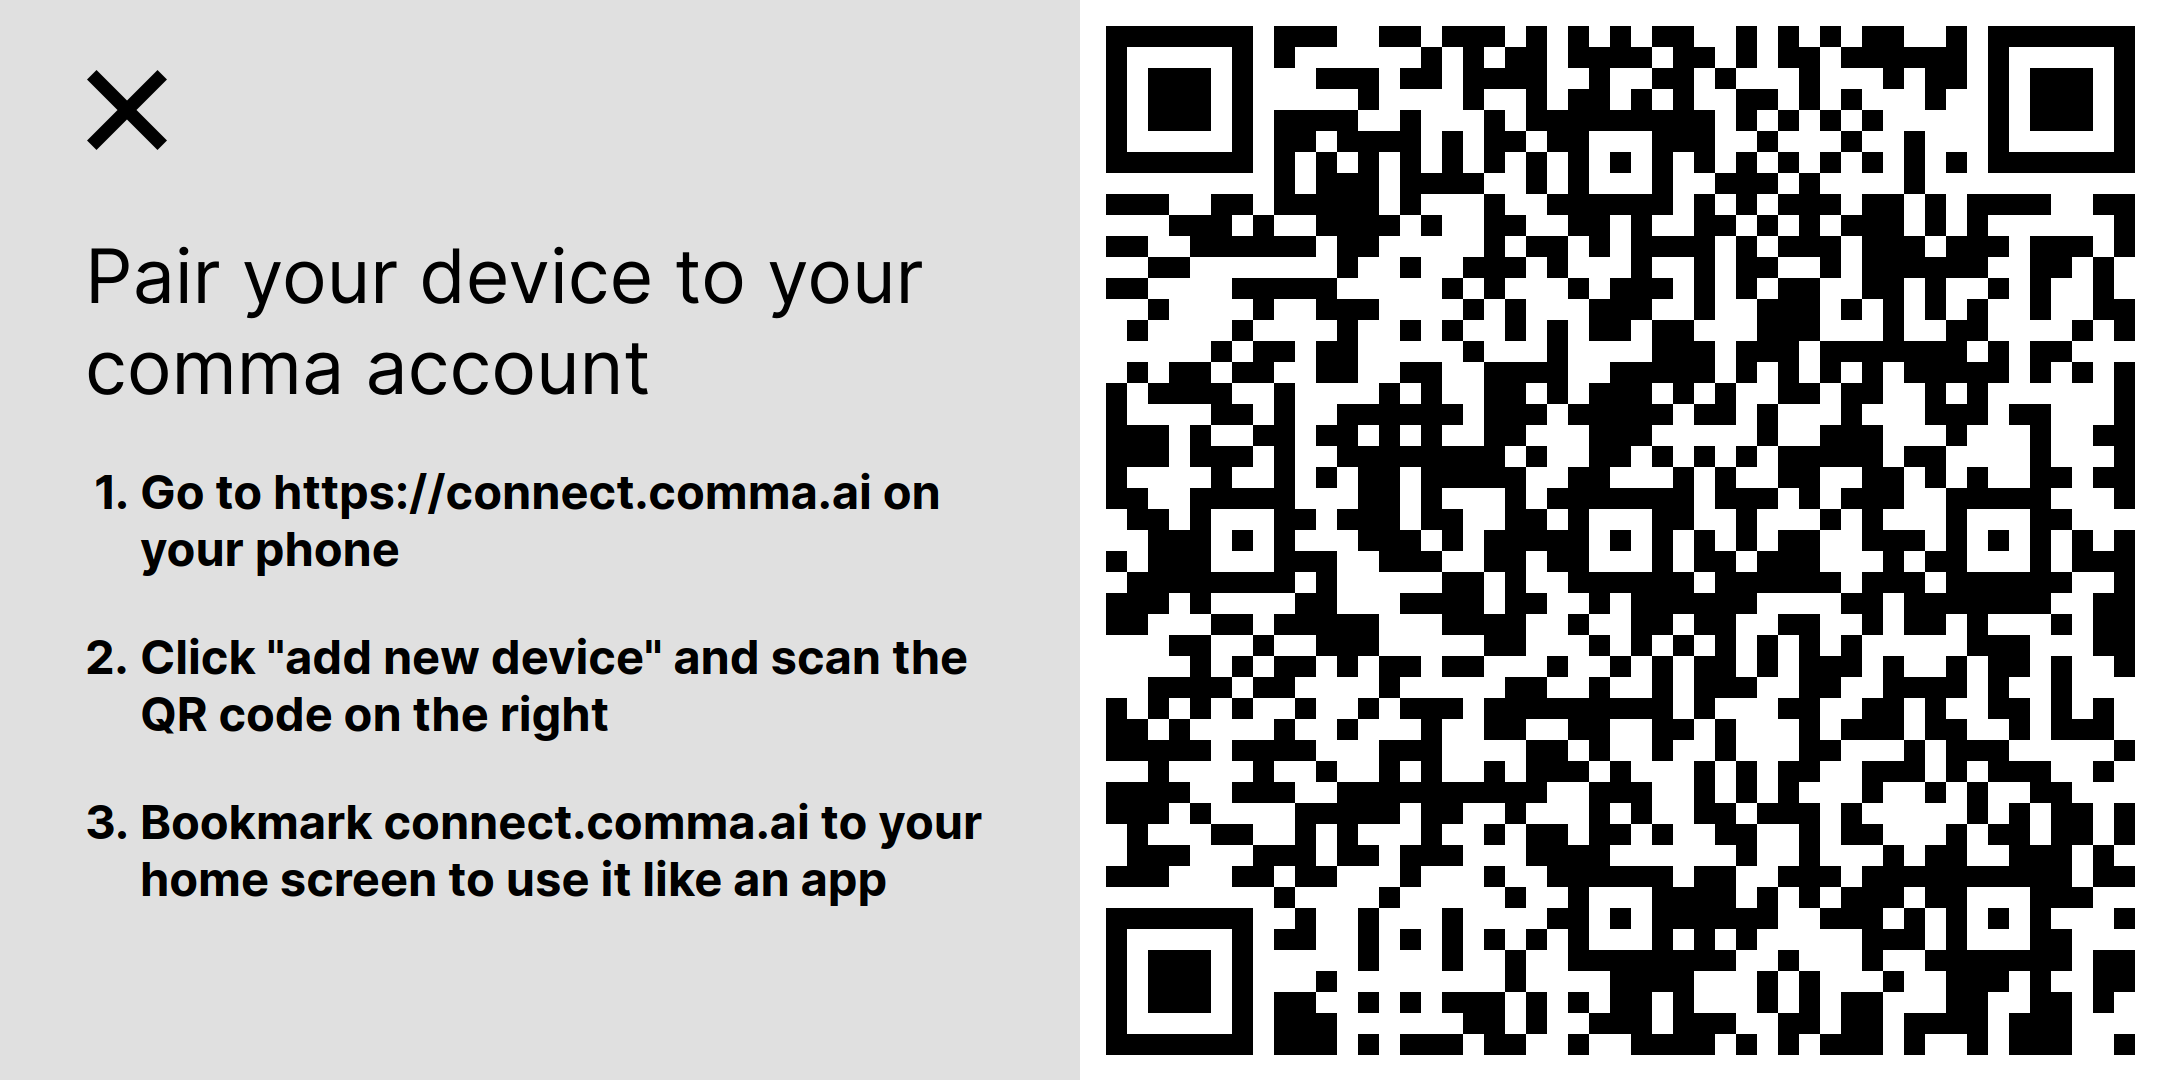 Pair your device to your
comma account
1. Go to https://connect.comma.ai on
your phone
2. Click "add new device" and scan the
QR code on the right
3. Bookmark connect.comma.ai to your
home screen to use it like an app